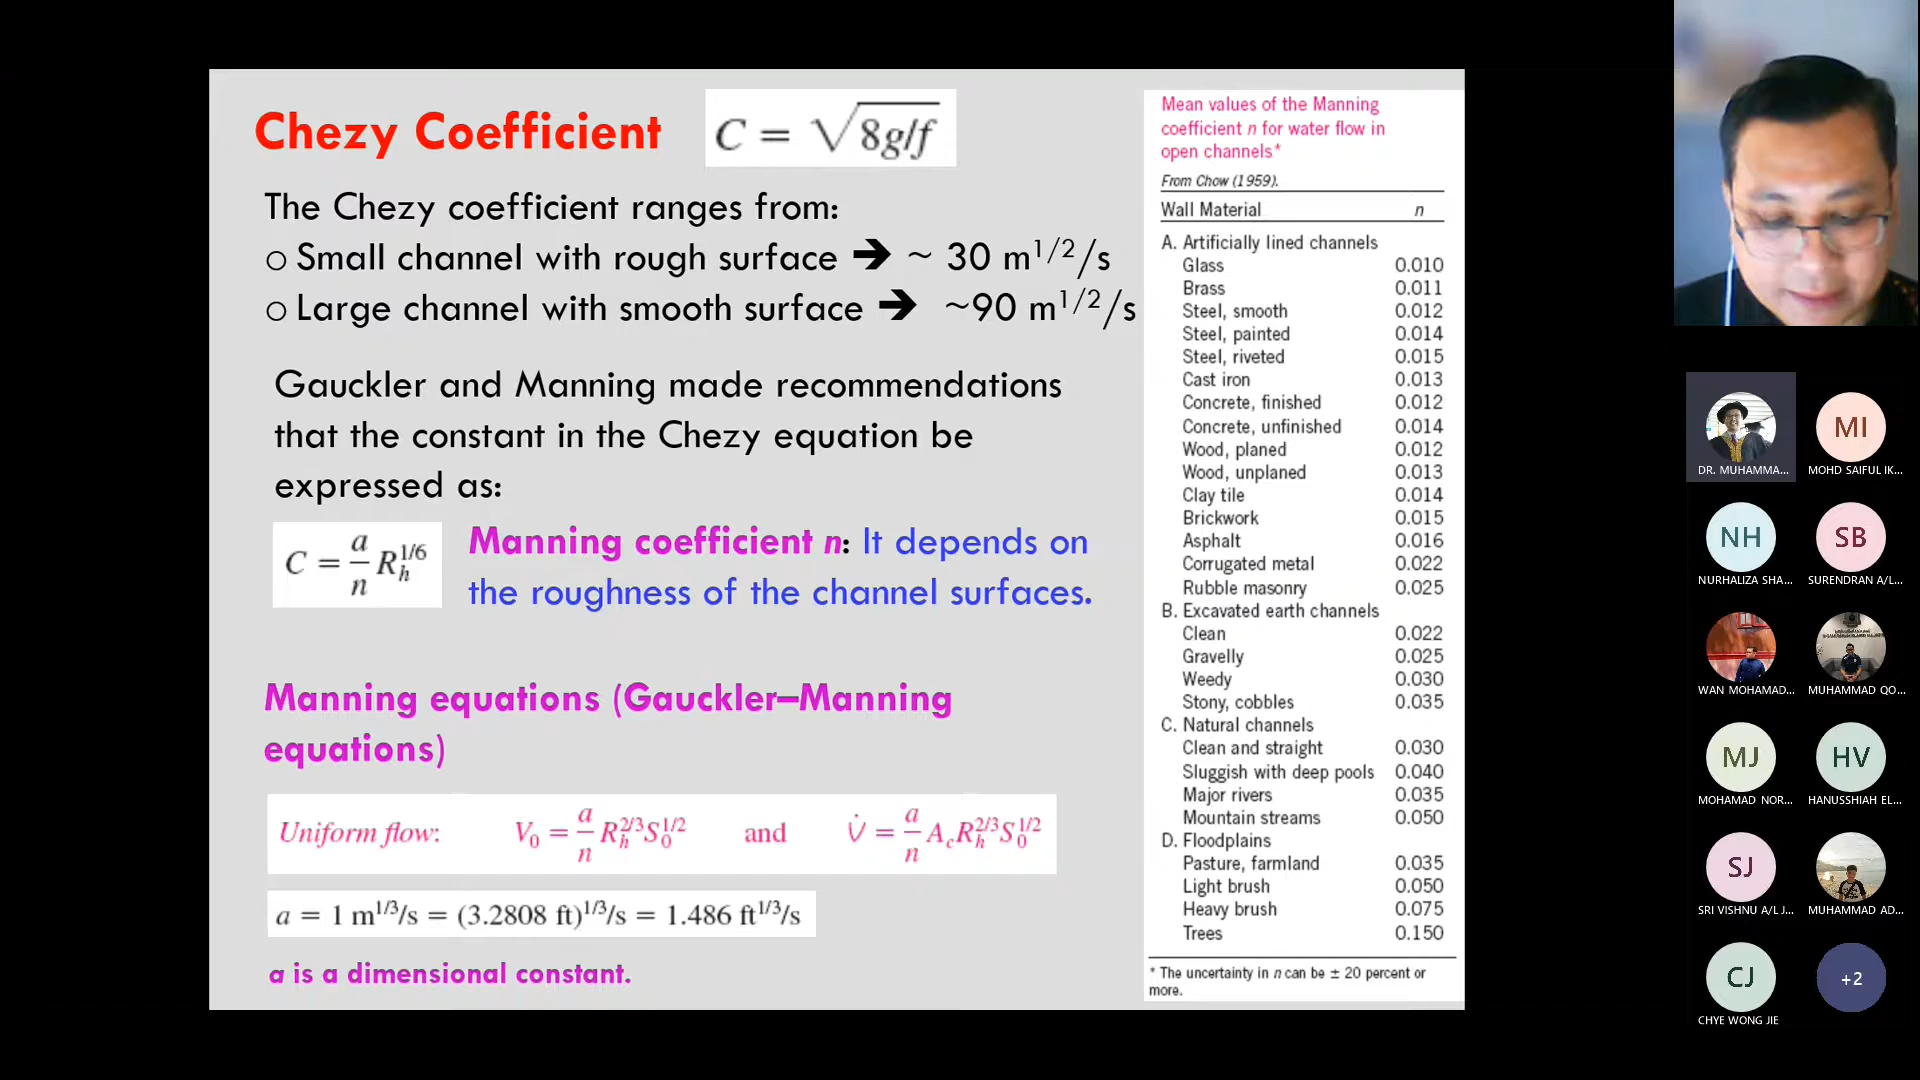 Chezy Coefficient
C = √8g/f
The Chezy coefficient ranges from:
○ Small channel with rough surface ➔ ~ 30 m^1/2/s
○ Large channel with smooth surface ➔ ~90 m^1/2/s
Gauckler and Manning made recommendations
that the constant in the Chezy equation be
expressed as:
C = a/n R_h^1/6
Manning coefficient n: It depends on
the roughness of the channel surfaces.
Manning equations (Gauckler–Manning
equations)
Uniform flow: V_0 = a/n R_h^2/3 S_0^1/2 and V̇ = a/n A_c R_h^2/3 S_0^1/2
a = 1 m^1/3/s = (3.2808 ft)^1/3/s = 1.486 ft^1/3/s
a is a dimensional constant.
Mean values of the Manning
coefficient n for water flow in
open channels*
From Chow (1959).
Wall Material n
A. Artificially lined channels
Glass 0.010
Brass 0.011
Steel, smooth 0.012
Steel, painted 0.014
Steel, riveted 0.015
Cast iron 0.013
Concrete, finished 0.012
Concrete, unfinished 0.014
Wood, planed 0.012
Wood, unplaned 0.013
Clay tile 0.014
Brickwork 0.015
Asphalt 0.016
Corrugated metal 0.022
Rubble masonry 0.025
B. Excavated earth channels
Clean 0.022
Gravelly 0.025
Weedy 0.030
Stony, cobbles 0.035
C. Natural channels
Clean and straight 0.030
Sluggish with deep pools 0.040
Major rivers 0.035
Mountain streams 0.050
D. Floodplains
Pasture, farmland 0.035
Light brush 0.050
Heavy brush 0.075
Trees 0.150
* The uncertainty in n can be ± 20 percent or
more.
MI
DR. MUHAMMA... MOHD SAIFUL IK...
NH SB
NURHALIZA SHA... SURENDRAN A/L...
WAN MOHAMAD... MUHAMMAD QO...
MJ HV
MOHAMAD NOR... HANUSSHIAH EL...
SJ
SRI VISHNU A/L J... MUHAMMAD AD...
CJ +2
CHYE WONG JIE